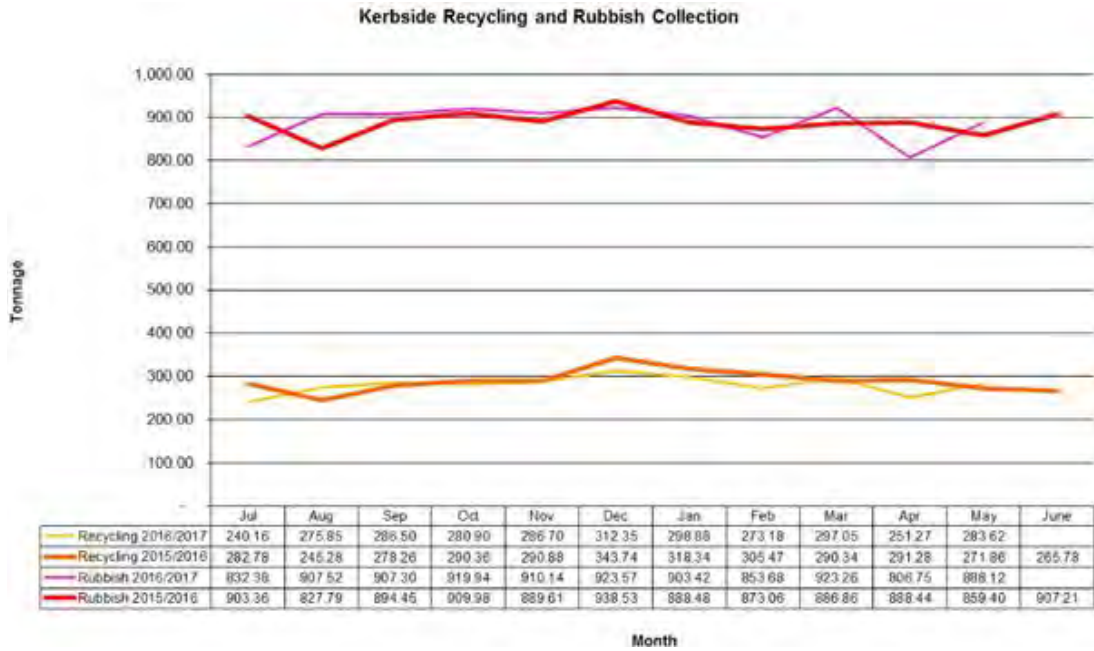 Kerbside Recycling and Rubbish Collection
1,000.00
900.00
800.00
700.00
600.00
500.00
400.00
300.00
200.00
100.00
-
Tonnage
Jul Aug Sep Oct Nov Dec Jan Feb Mar Apr May June
Recycling 2016/2017 240.16 275.85 286.50 280.90 286.70 312.35 298.88 273.18 297.05 251.27 283.62
Recycling 2015/2016 282.78 245.28 278.26 290.36 290.88 343.74 318.34 305.47 290.34 291.28 271.86 265.78
Rubbish 2016/2017 832.38 907.52 907.30 919.94 910.14 923.57 903.42 853.68 923.26 806.75 888.12
Rubbish 2015/2016 903.36 827.79 894.45 909.98 889.61 938.53 888.48 873.06 886.86 888.44 859.40 907.21
Month